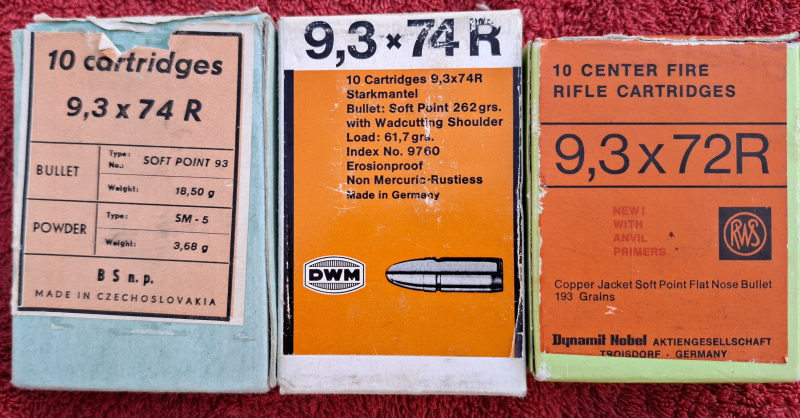 10 cartridges
9,3 x 74 R
BULLET
Type: No.: SOFT POINT 93
Weight: 18,50 g
POWDER
Type: SM - 5
Weight: 3,68 g
B S n. p.
MADE IN CZECHOSLOVAKIA
9,3 × 74 R
10 Cartridges 9,3x74R
Starkmantel
Bullet: Soft Point 262 grs.
with Wadcutting Shoulder
Load: 61,7 grs.
Index No. 9760
Erosionproof
Non Mercuric-Rustless
Made in Germany
DWM
10 CENTER FIRE
RIFLE CARTRIDGES
9,3 x 72R
NEW!
WITH
ANVIL
PRIMERS
RWS
Copper Jacket Soft Point Flat Nose Bullet
193 Grains
Dynamit Nobel AKTIENGESELLSCHAFT
TROISDORF · GERMANY